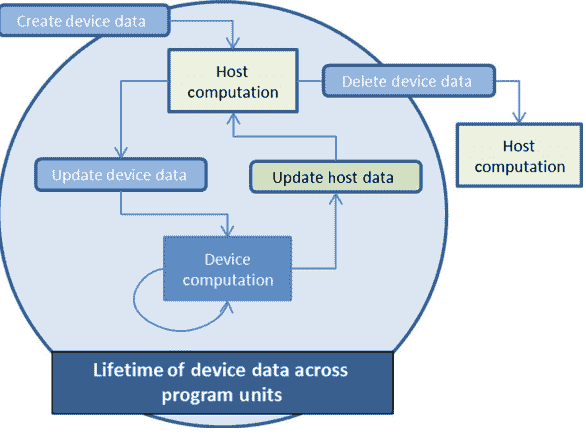 Create device data
Host
computation
Delete device data
Host
computation
Update device data
Update host data
Device
computation
Lifetime of device data across
program units